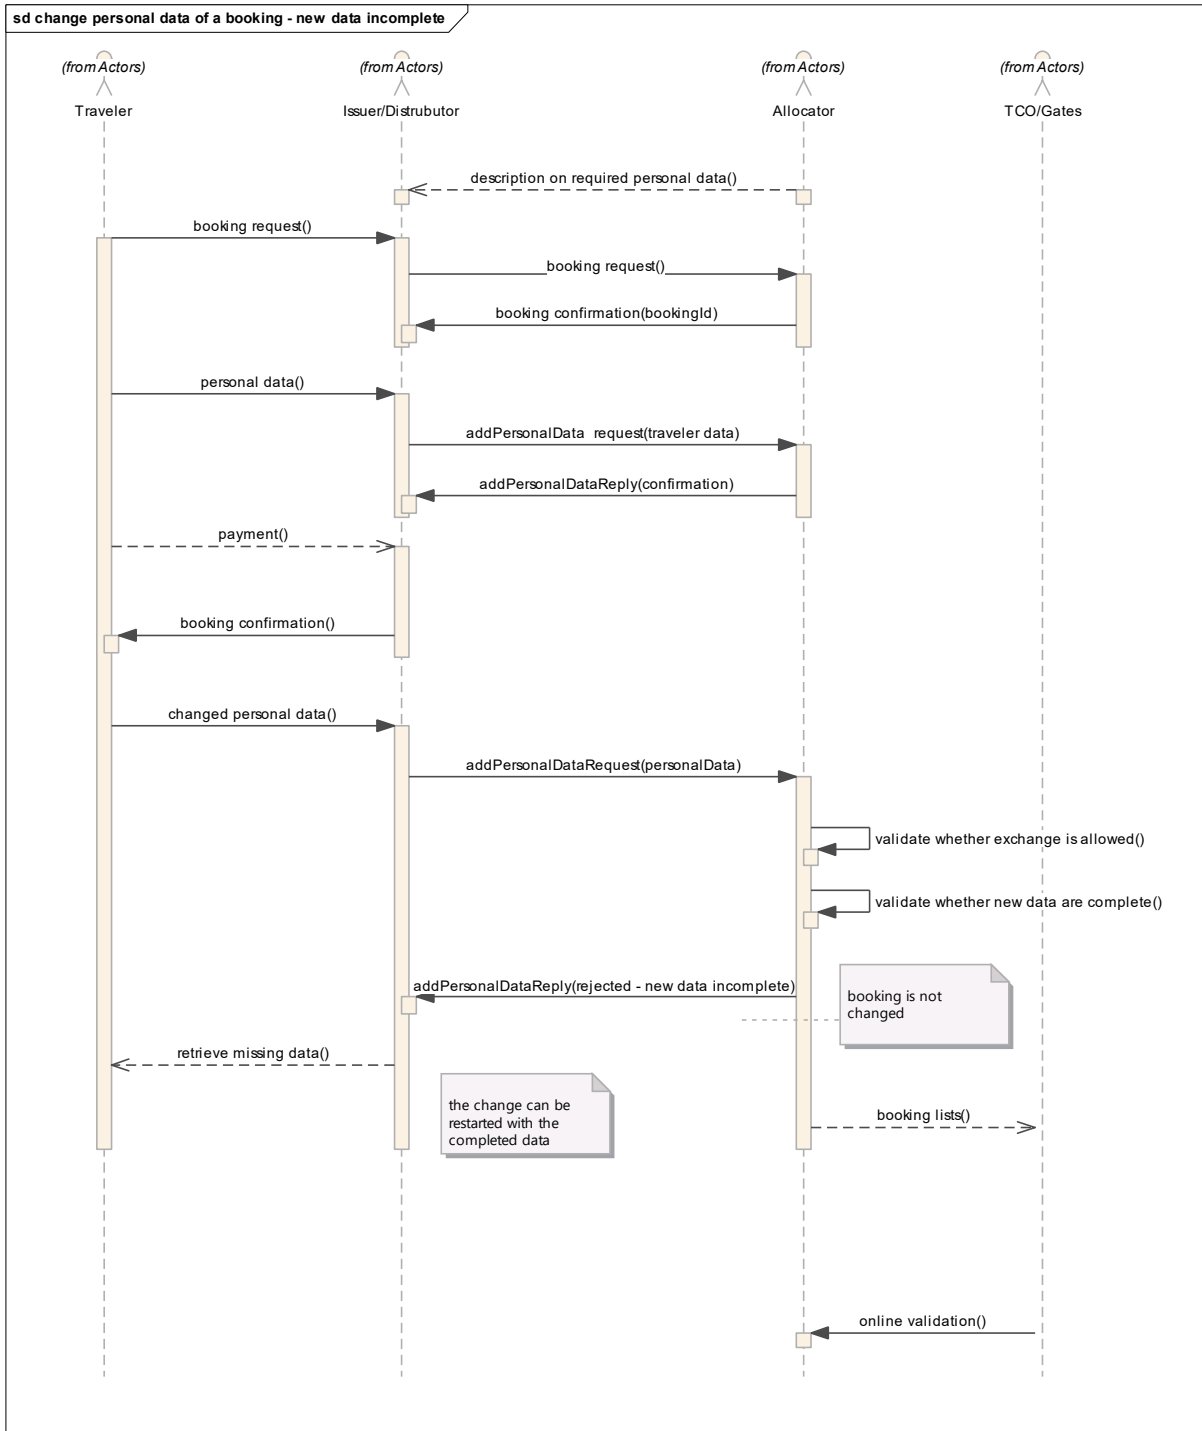 sd change personal data of a booking - new data incomplete
(from Actors)
(from Actors)
(from Actors)
(from Actors)
Traveler
Issuer/Distrubutor
Allocator
TCO/Gates
description on required personal data()
booking request()
booking request()
booking confirmation(bookingId)
personal data()
addPersonalData request(traveler data)
addPersonalDataReply(confirmation)
payment()
booking confirmation()
changed personal data()
addPersonalDataRequest(personalData)
validate whether exchange is allowed()
validate whether new data are complete()
addPersonalDataReply(rejected - new data incomplete)
booking is not
changed
retrieve missing data()
the change can be
restarted with the
completed data
booking lists()
online validation()